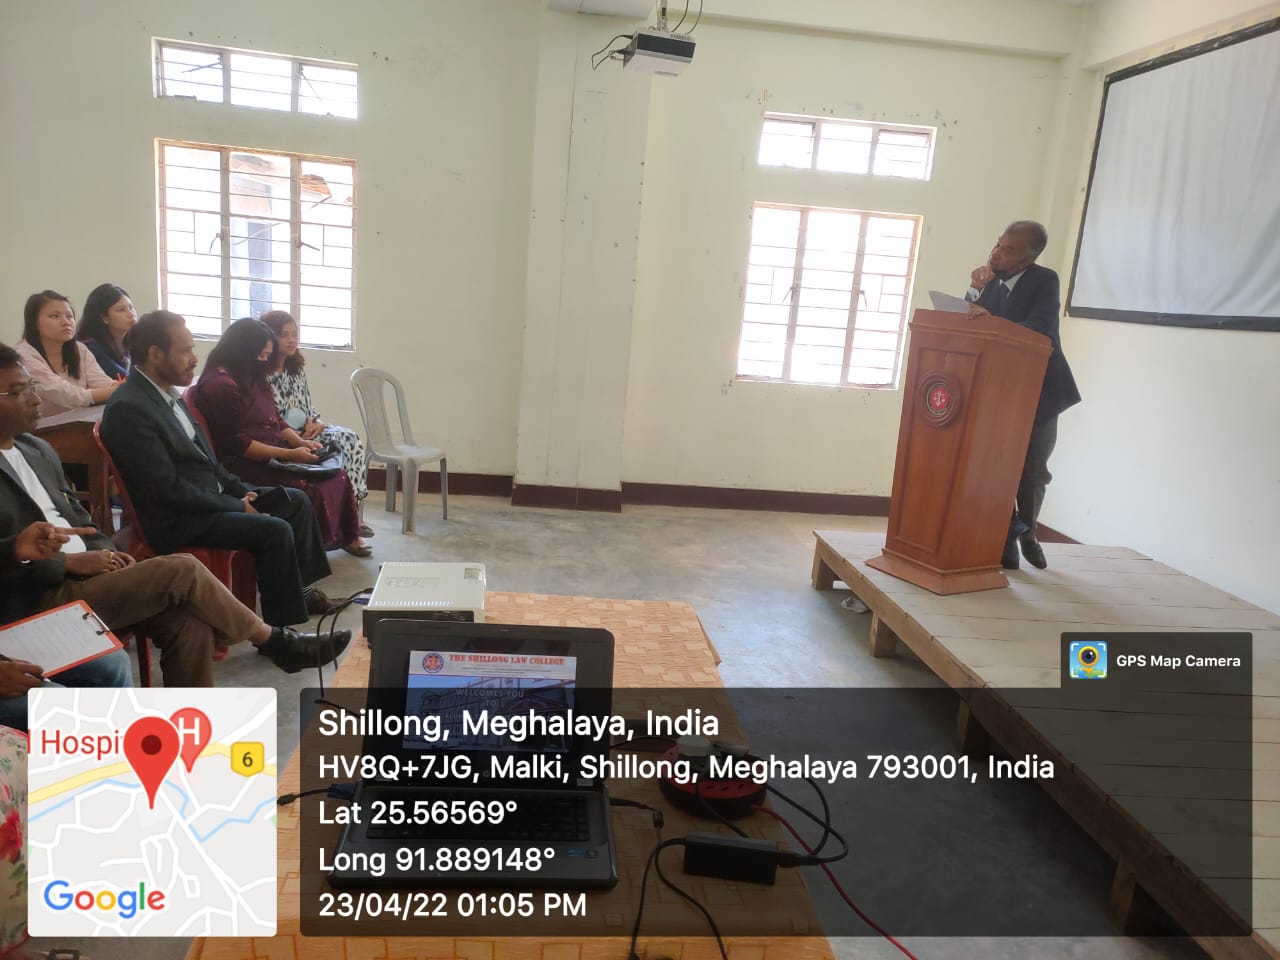 THE SHILLONG LAW COLLEGE
WELCOMES YOU
TO
GPS Map Camera
Hospi
H
6
Google
Shillong, Meghalaya, India
HV8Q+7JG, Malki, Shillong, Meghalaya 793001, India
Lat 25.56569°
Long 91.889148°
23/04/22 01:05 PM